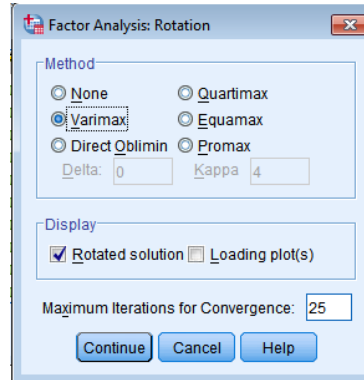 Factor Analysis: Rotation
Method
None Quartimax
Varimax Equamax
Direct Oblimin Promax
Delta: 0 Kappa 4
Display
Rotated solution Loading plot(s)
Maximum Iterations for Convergence: 25
Continue Cancel Help